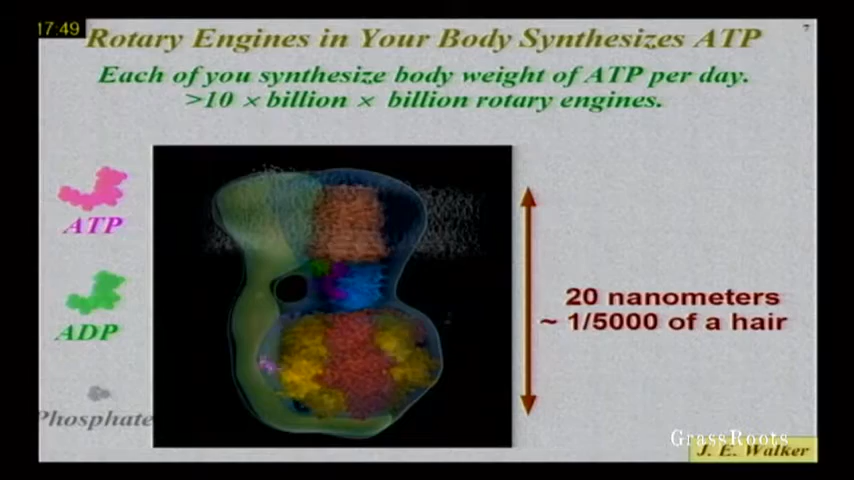 17:49
7
Rotary Engines in Your Body Synthesizes ATP
Each of you synthesize body weight of ATP per day.
>10 × billion × billion rotary engines.
ATP
ADP
Phosphate
20 nanometers
~ 1/5000 of a hair
GrassRoots
J. E. Walker